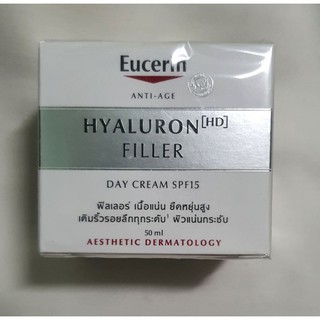 Eucerin
ANTI-AGE
HYALURON [HD]
FILLER
DAY CREAM SPF15
ฟิลเลอร์ เนื้อแน่น ยืดหยุ่นสูง
เติมริ้วรอยลึกทุกระดับ¹ ผิวแน่นกระชับ
50 ml
AESTHETIC DERMATOLOGY